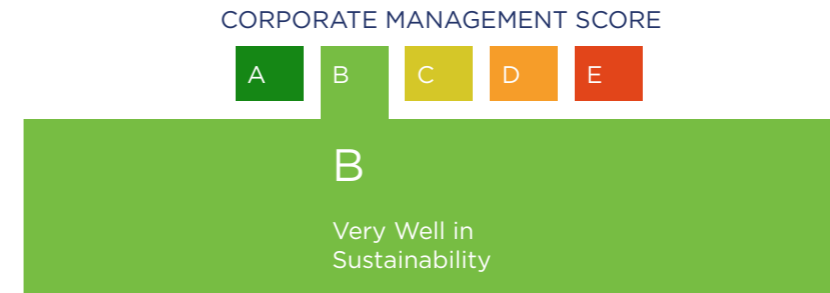 CORPORATE MANAGEMENT SCORE
A B C D E
B
Very Well in
Sustainability